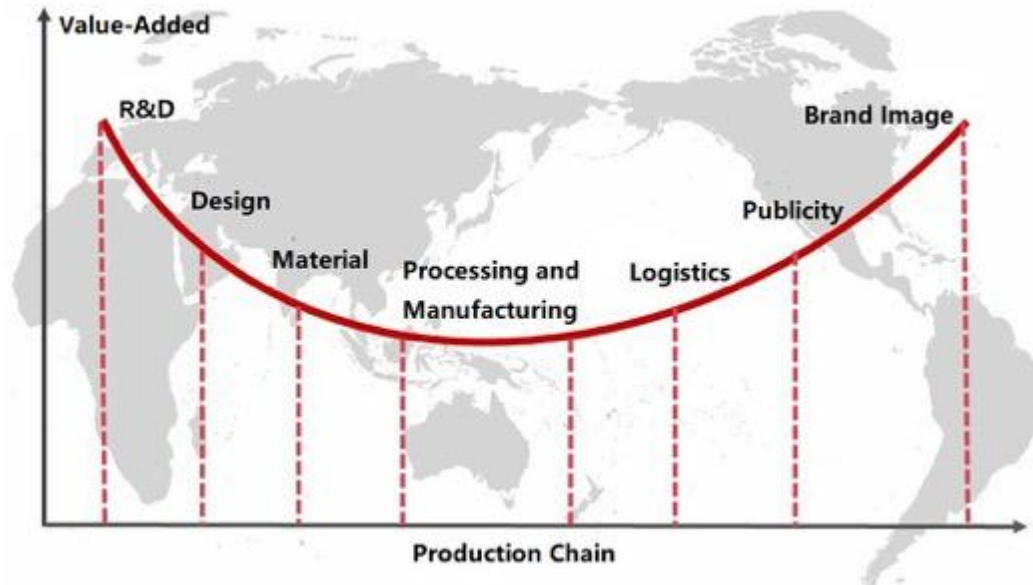 Value-Added
R&D
Brand Image
Design
Publicity
Material
Processing and
Manufacturing
Logistics
Production Chain